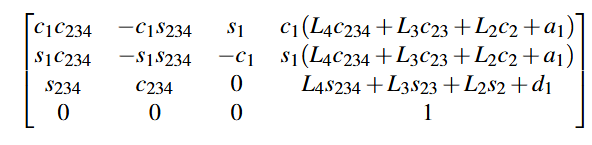 c₁c₂₃₄ −c₁s₂₃₄ s₁ c₁(L₄c₂₃₄+L₃c₂₃+L₂c₂+a₁)
s₁c₂₃₄ −s₁s₂₃₄ −c₁ s₁(L₄c₂₃₄+L₃c₂₃+L₂c₂+a₁)
s₂₃₄ c₂₃₄ 0 L₄s₂₃₄+L₃s₂₃+L₂s₂+d₁
0 0 0 1